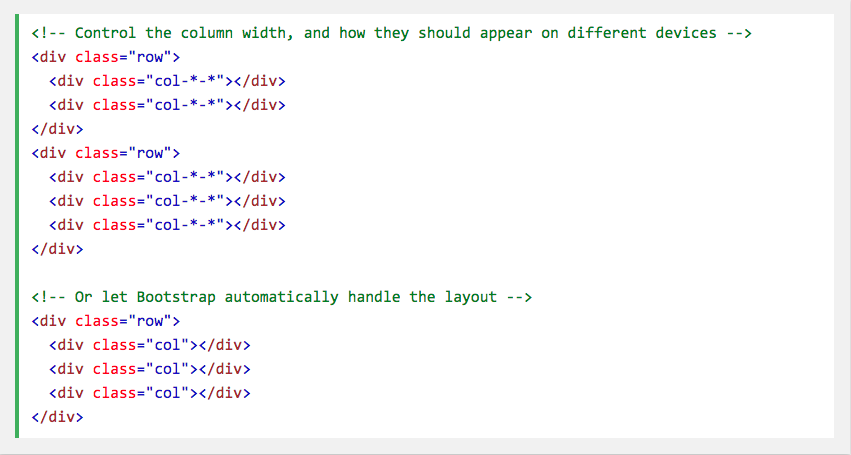 <!-- Control the column width, and how they should appear on different devices -->
<div class="row">
  <div class="col-*-*"></div>
  <div class="col-*-*"></div>
</div>
<div class="row">
  <div class="col-*-*"></div>
  <div class="col-*-*"></div>
  <div class="col-*-*"></div>
</div>

<!-- Or let Bootstrap automatically handle the layout -->
<div class="row">
  <div class="col"></div>
  <div class="col"></div>
  <div class="col"></div>
</div>